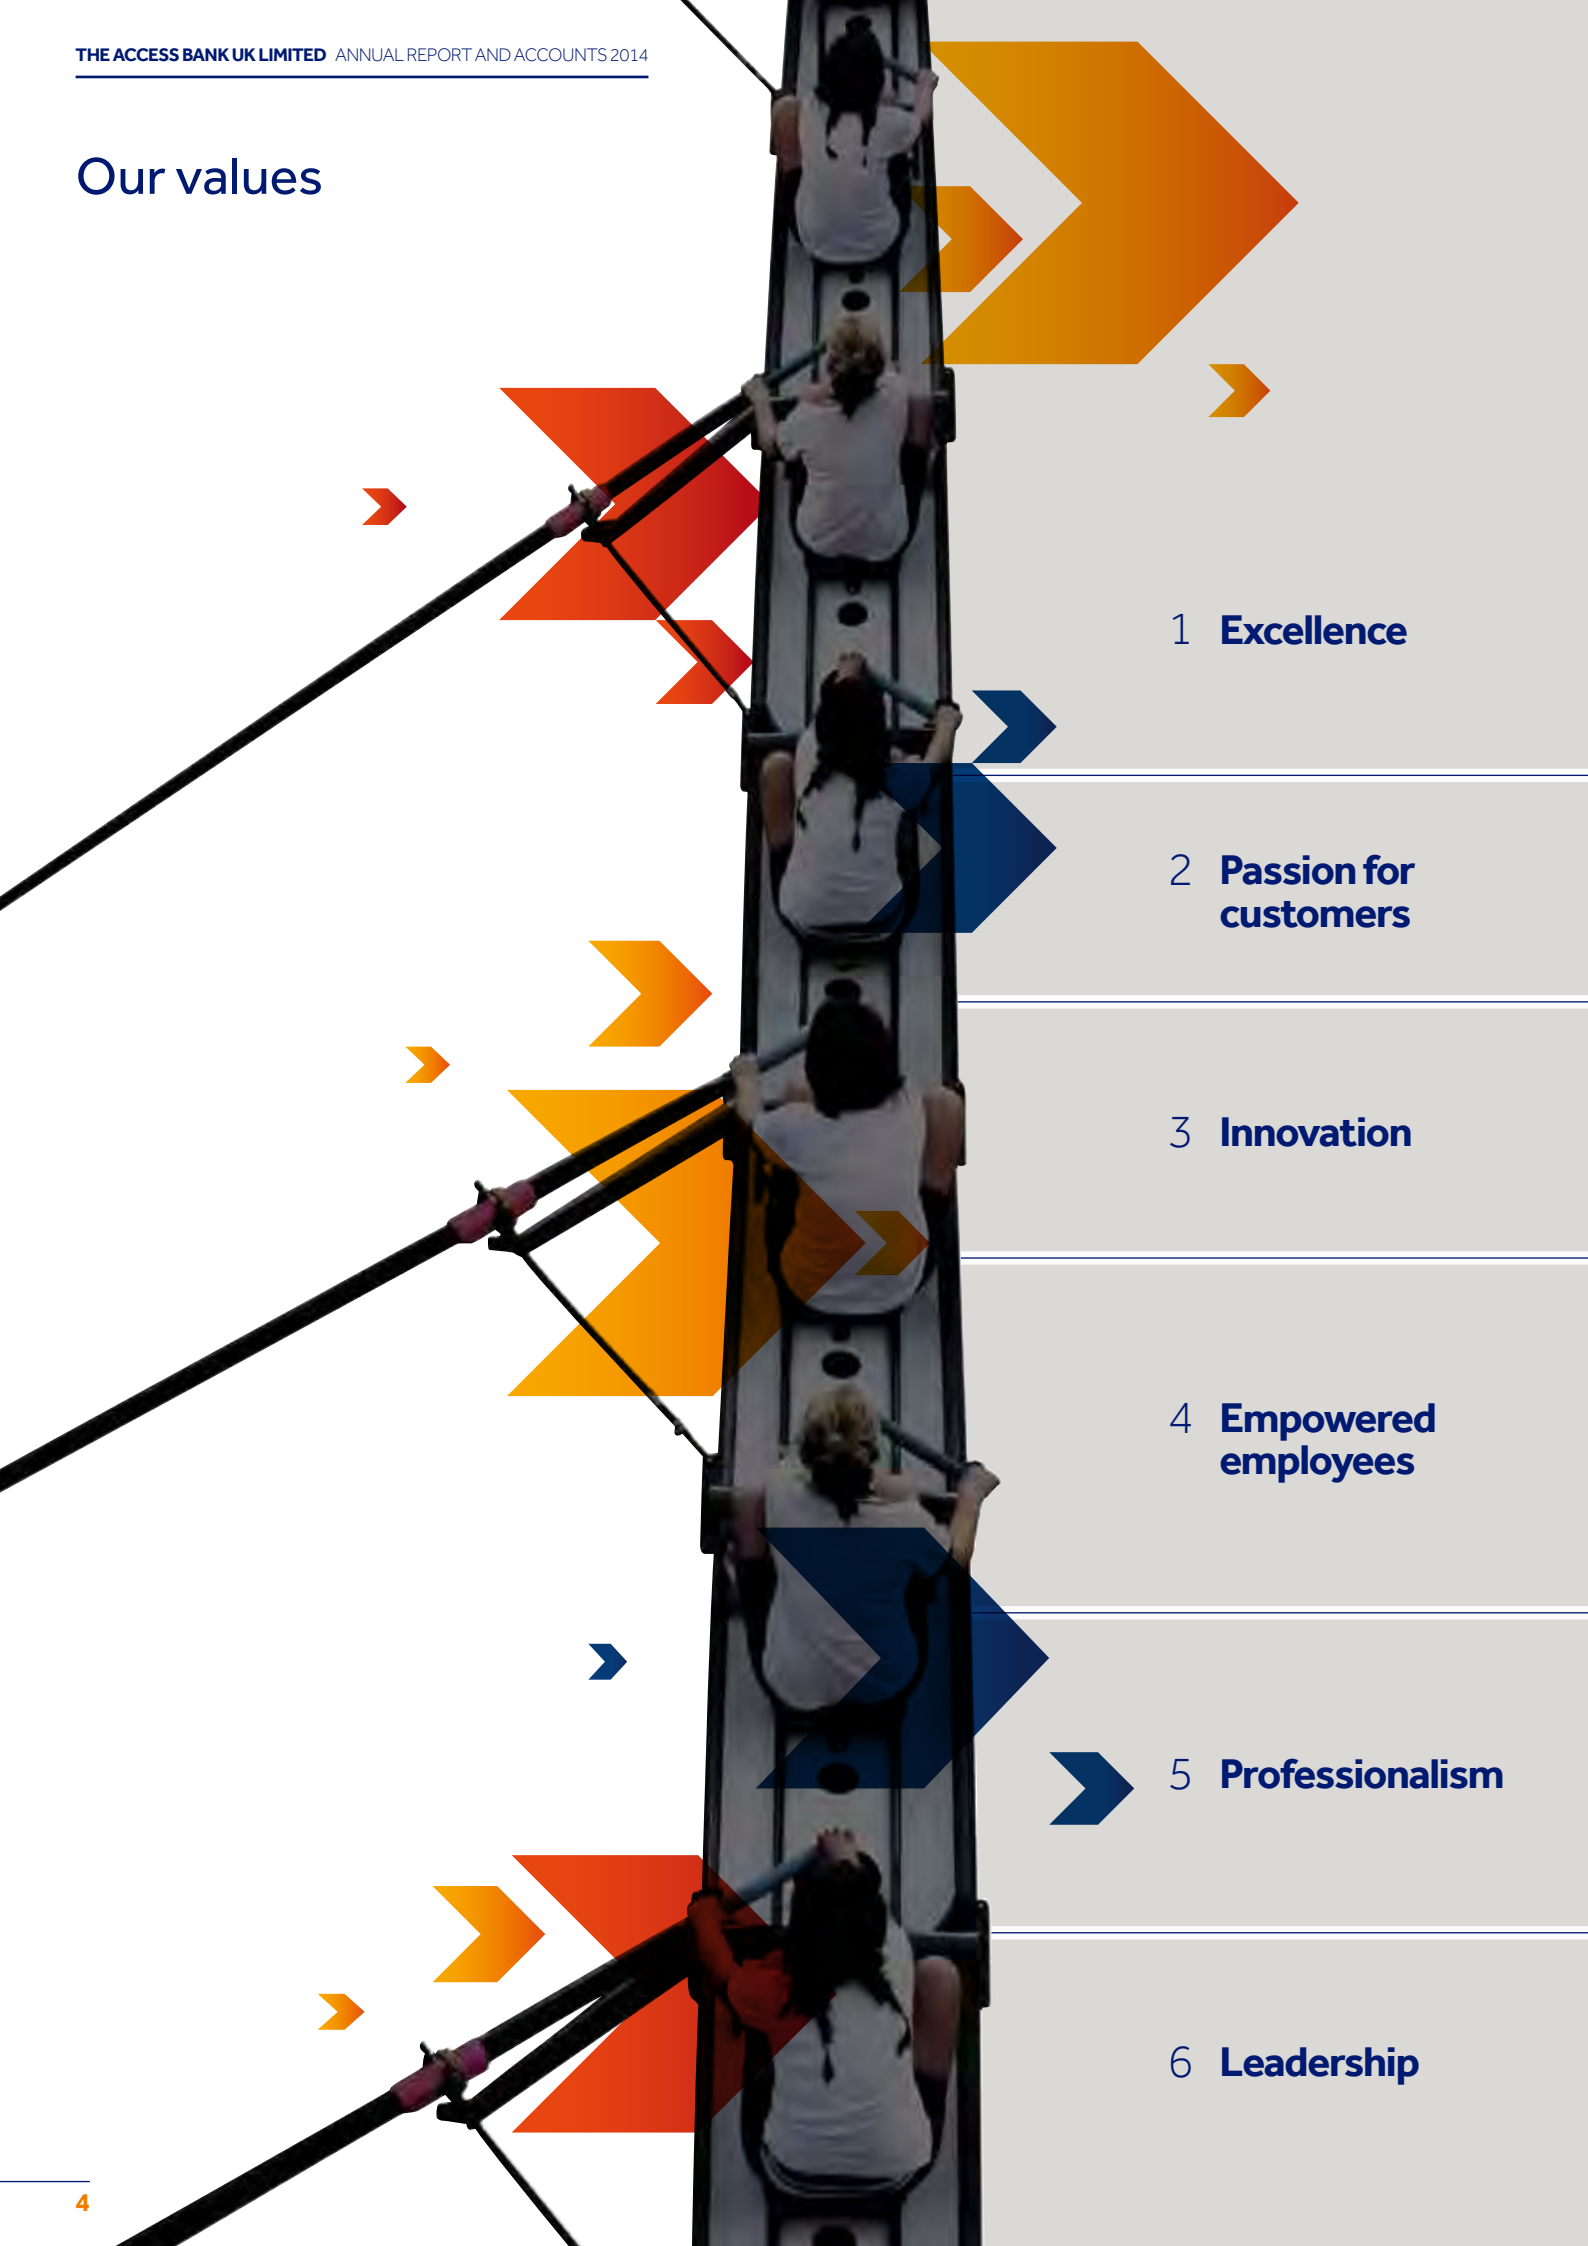 THE ACCESS BANK UK LIMITED ANNUAL REPORT AND ACCOUNTS 2014
Our values
1 Excellence
2 Passion for
customers
3 Innovation
4 Empowered
employees
5 Professionalism
6 Leadership
4